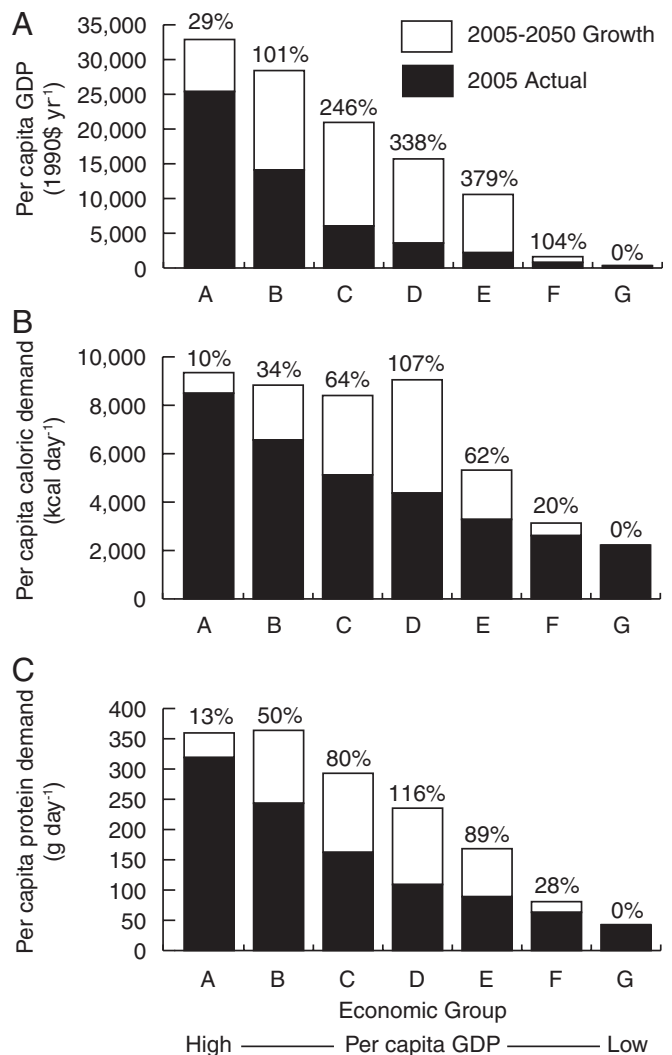 A
Per capita GDP
(1990$ yr⁻¹)
35,000
30,000
25,000
20,000
15,000
10,000
5,000
0
29%
101%
246%
338%
379%
104%
0%
2005-2050 Growth
2005 Actual
A B C D E F G
B
Per capita caloric demand
(kcal day⁻¹)
10,000
8,000
6,000
4,000
2,000
0
10%
34%
64%
107%
62%
20%
0%
A B C D E F G
C
Per capita protein demand
(g day⁻¹)
400
350
300
250
200
150
100
50
0
13%
50%
80%
116%
89%
28%
0%
A B C D E F G
Economic Group
High Per capita GDP Low